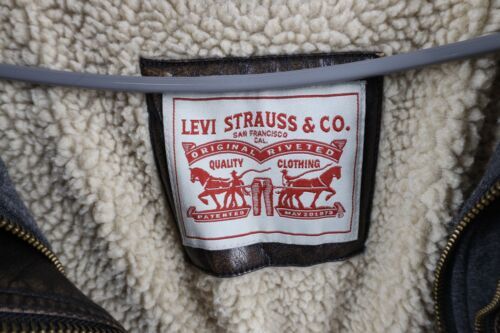 LEVI STRAUSS & CO.
SAN FRANCISCO
CAL.
ORIGINAL RIVETED
QUALITY CLOTHING
PATENTED MAY 20 1873